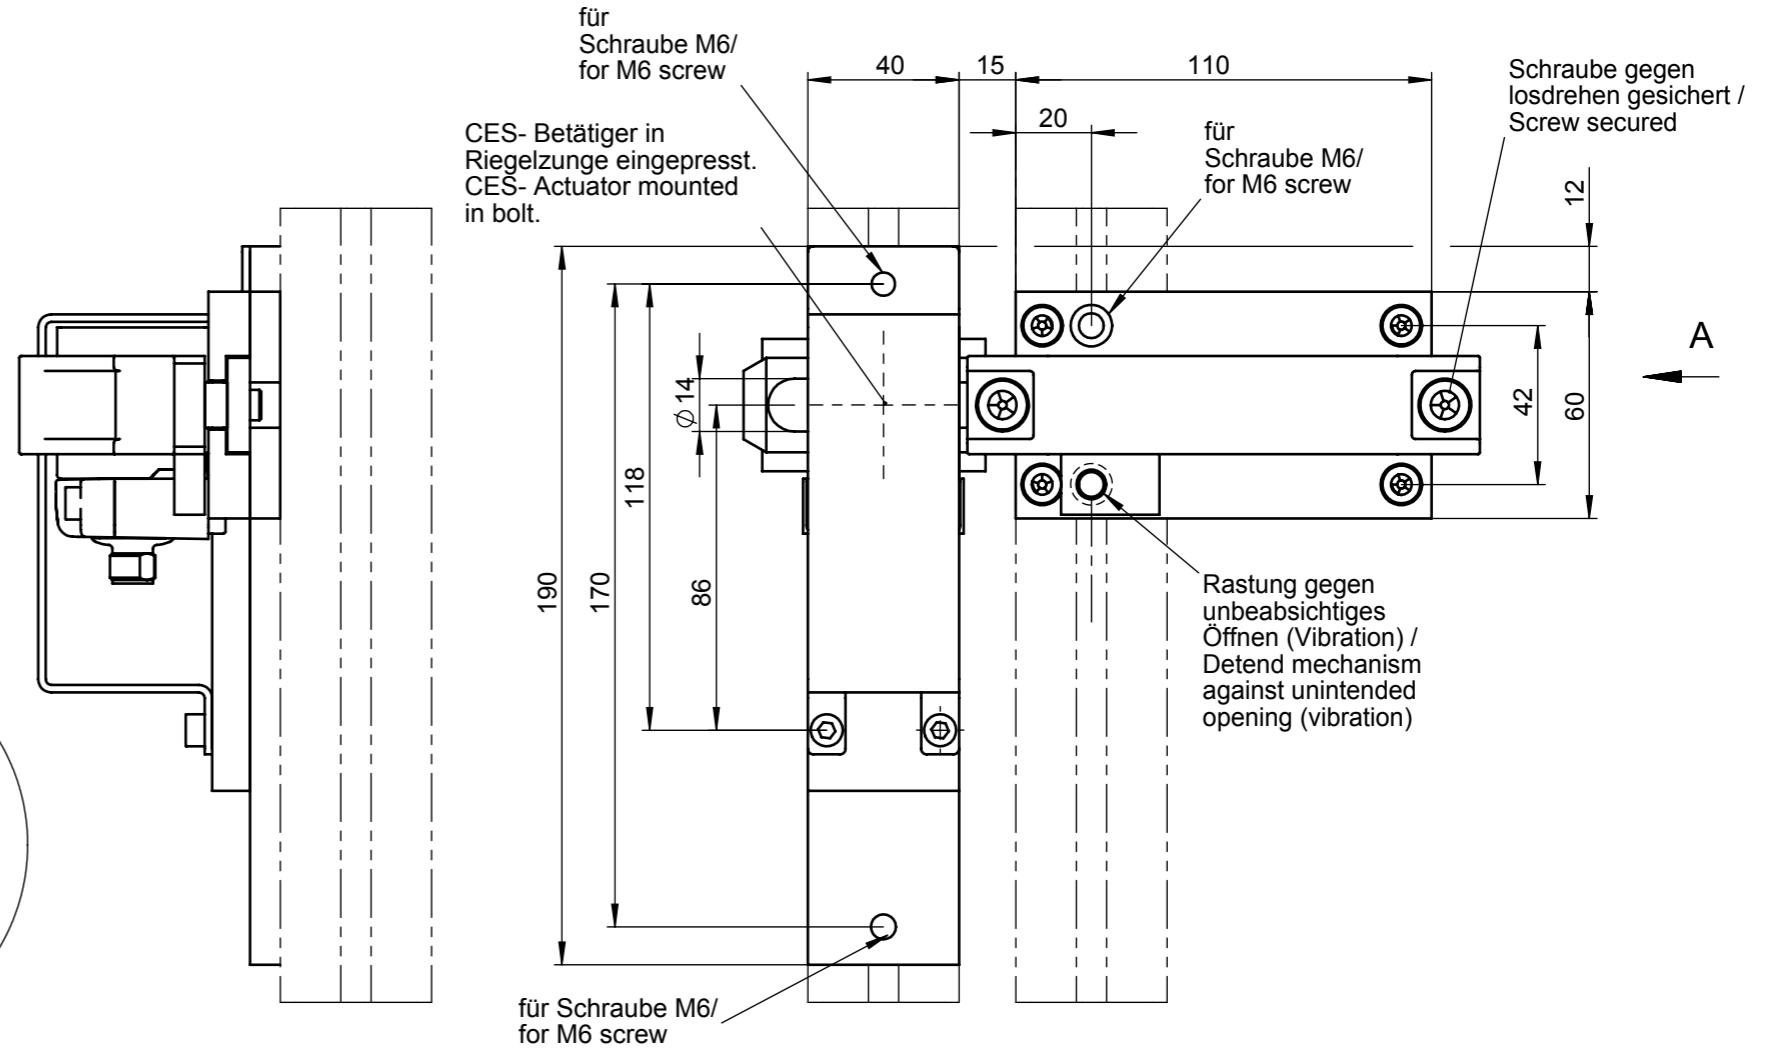 für
Schraube M6/
for M6 screw
40
15
110
Schraube gegen
losdrehen gesichert /
Screw secured
20
für
Schraube M6/
for M6 screw
CES- Betätiger in
Riegelzunge eingepresst.
CES- Actuator mounted
in bolt.
12
A
∅ 14
42
60
118
86
190
170
Rastung gegen
unbeabsichtiges
Öffnen (Vibration) /
Detend mechanism
against unintended
opening (vibration)
für Schraube M6/
for M6 screw